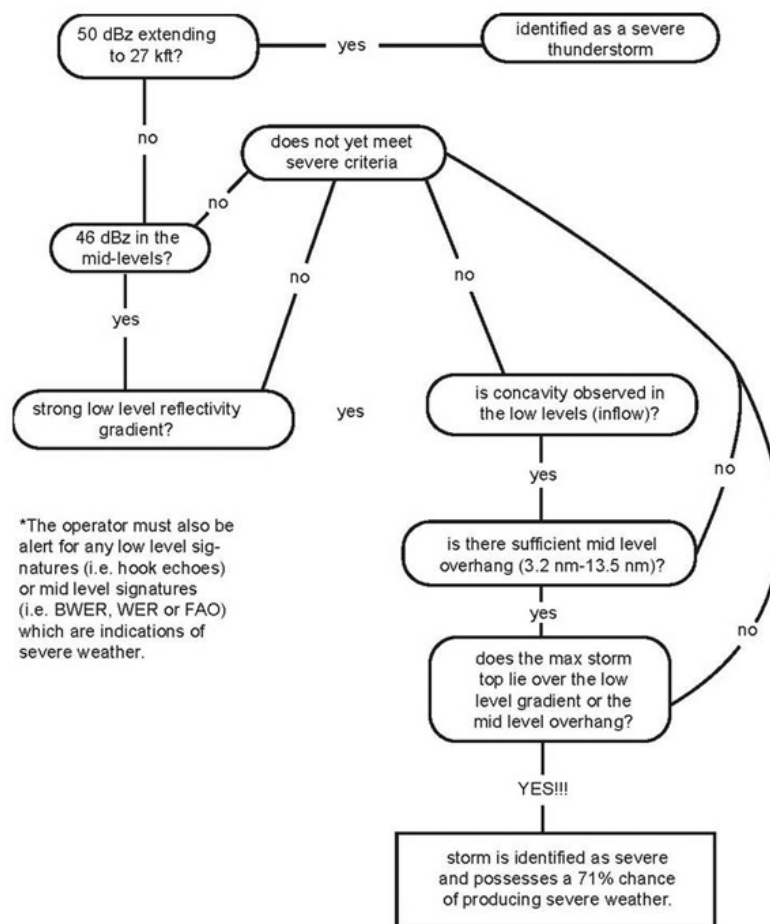 50 dBz extending
to 27 kft?
yes
identified as a severe
thunderstorm
no
does not yet meet
severe criteria
no
46 dBz in the
mid-levels?
no
no
yes
strong low level reflectivity
gradient?
yes
is concavity observed in
the low levels (inflow)?
yes
no
*The operator must also be
alert for any low level sig-
natures (i.e. hook echoes)
or mid level signatures
(i.e. BWER, WER or FAO)
which are indications of
severe weather.
is there sufficient mid level
overhang (3.2 nm-13.5 nm)?
yes
no
does the max storm
top lie over the low
level gradient or the
mid level overhang?
YES!!!
storm is identified as severe
and possesses a 71% chance
of producing severe weather.